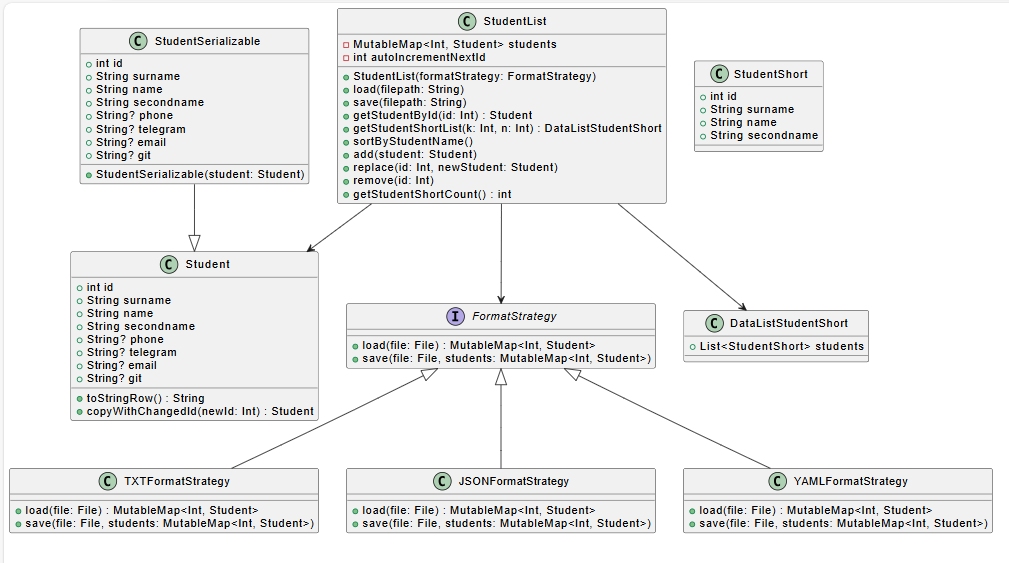 C StudentSerializable
int id
String surname
String name
String secondname
String? phone
String? telegram
String? email
String? git
StudentSerializable(student: Student)
C StudentList
MutableMap<Int, Student> students
int autoIncrementNextId
StudentList(formatStrategy: FormatStrategy)
load(filepath: String)
save(filepath: String)
getStudentById(id: Int) : Student
getStudentShortList(k: Int, n: Int) : DataListStudentShort
sortByStudentName()
add(student: Student)
replace(id: Int, newStudent: Student)
remove(id: Int)
getStudentShortCount() : int
C StudentShort
int id
String surname
String name
String secondname
C Student
int id
String surname
String name
String secondname
String? phone
String? telegram
String? email
String? git
toStringRow() : String
copyWithChangedId(newId: Int) : Student
I FormatStrategy
load(file: File) : MutableMap<Int, Student>
save(file: File, students: MutableMap<Int, Student>)
C DataListStudentShort
List<StudentShort> students
C TXTFormatStrategy
load(file: File) : MutableMap<Int, Student>
save(file: File, students: MutableMap<Int, Student>)
C JSONFormatStrategy
load(file: File) : MutableMap<Int, Student>
save(file: File, students: MutableMap<Int, Student>)
C YAMLFormatStrategy
load(file: File) : MutableMap<Int, Student>
save(file: File, students: MutableMap<Int, Student>)